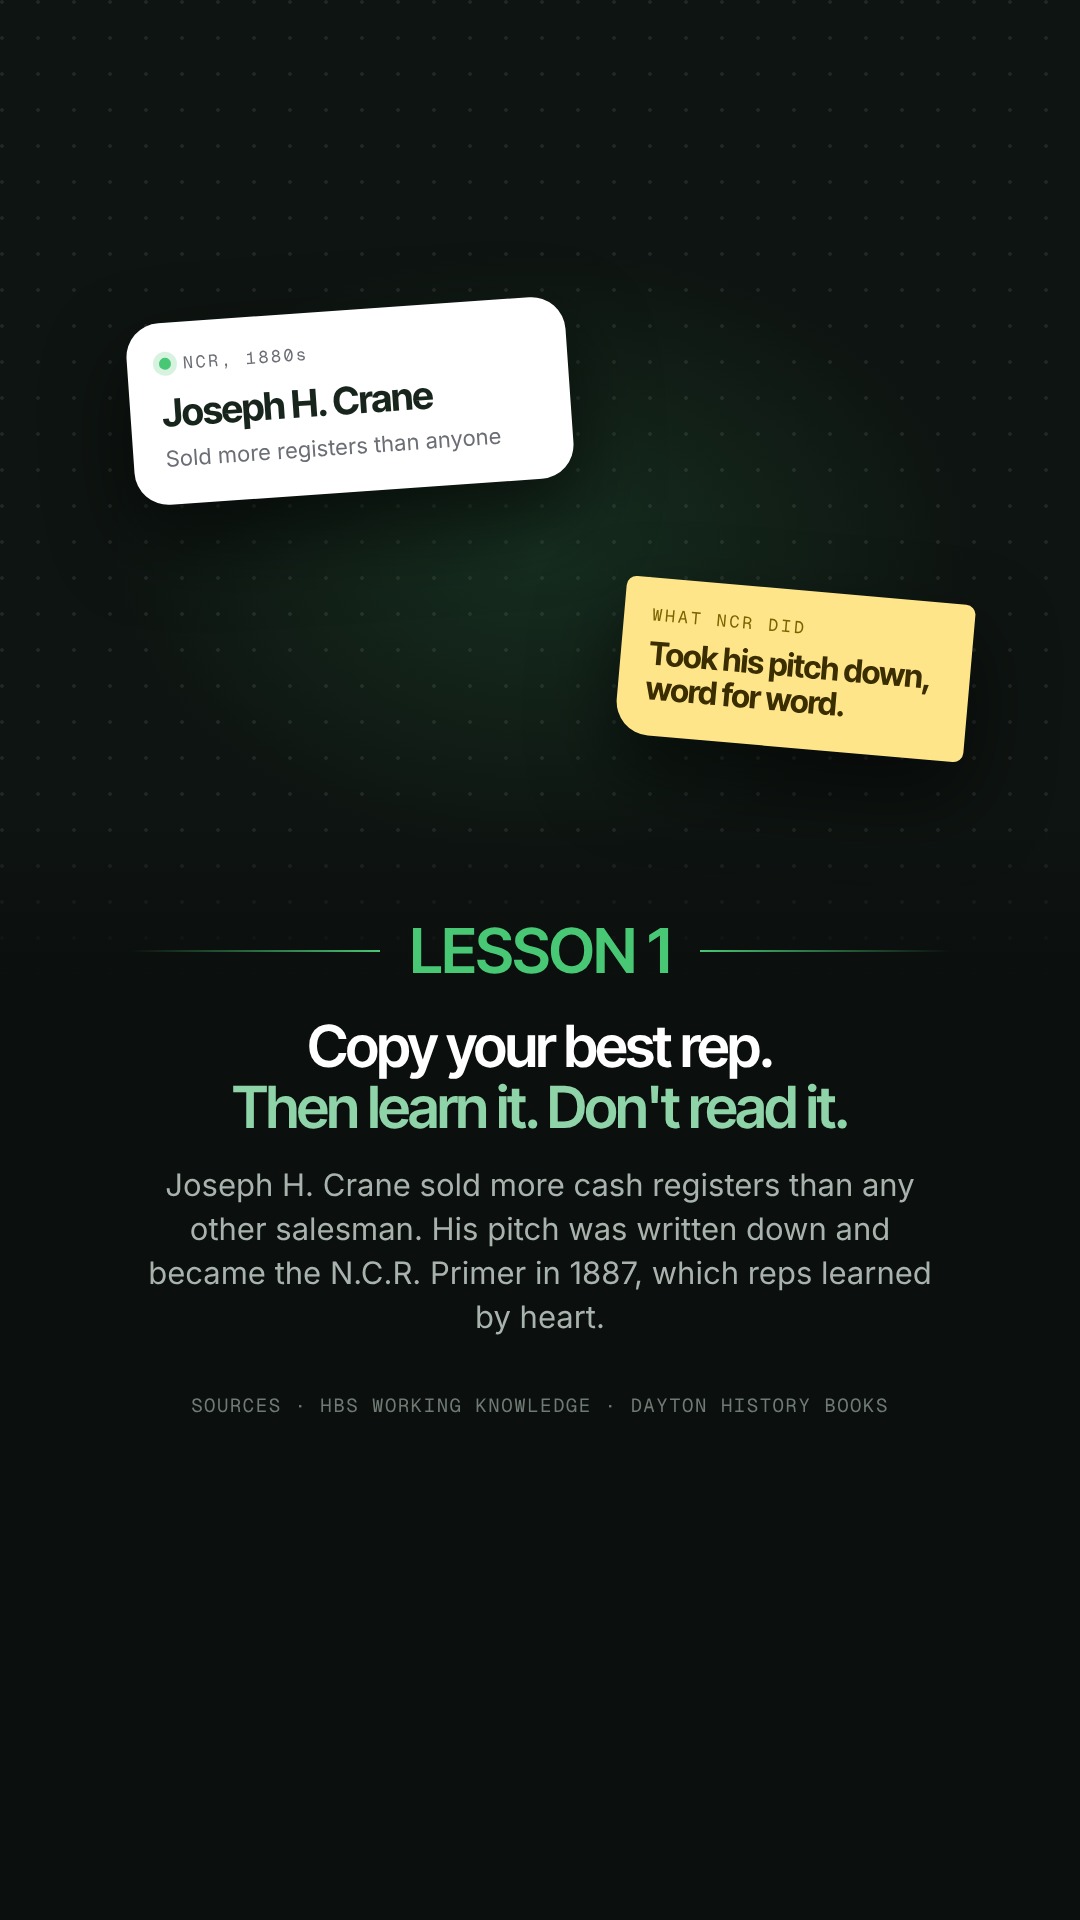 NCR, 1880s
Joseph H. Crane
Sold more registers than anyone
WHAT NCR DID
Took his pitch down,
word for word.
LESSON 1
Copy your best rep.
Then learn it. Don't read it.
Joseph H. Crane sold more cash registers than any
other salesman. His pitch was written down and
became the N.C.R. Primer in 1887, which reps learned
by heart.
SOURCES · HBS WORKING KNOWLEDGE · DAYTON HISTORY BOOKS